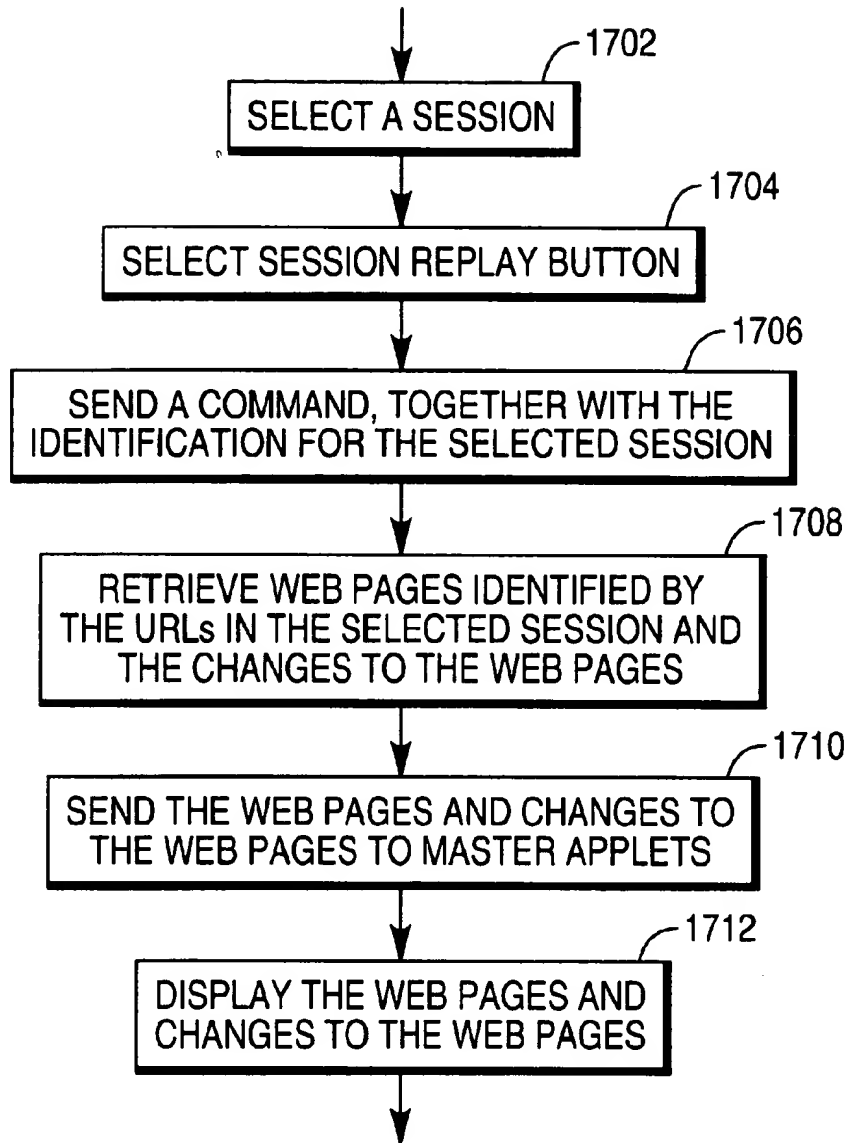 1702
SELECT A SESSION
1704
SELECT SESSION REPLAY BUTTON
1706
SEND A COMMAND, TOGETHER WITH THE
IDENTIFICATION FOR THE SELECTED SESSION
1708
RETRIEVE WEB PAGES IDENTIFIED BY
THE URLs IN THE SELECTED SESSION AND
THE CHANGES TO THE WEB PAGES
1710
SEND THE WEB PAGES AND CHANGES TO
THE WEB PAGES TO MASTER APPLETS
1712
DISPLAY THE WEB PAGES AND
CHANGES TO THE WEB PAGES